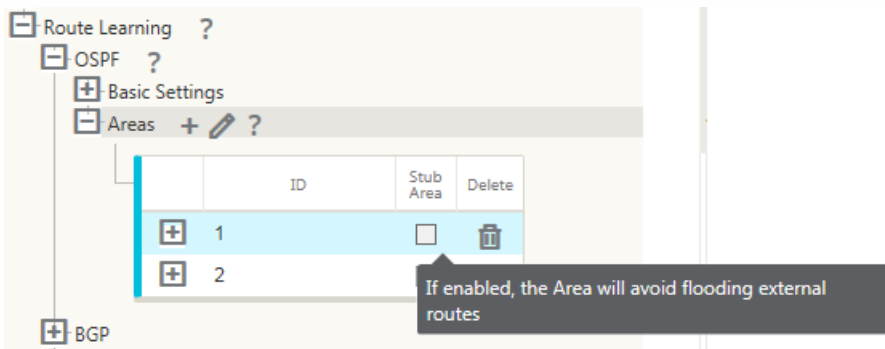 Route Learning ?
OSPF ?
Basic Settings
Areas + ?
ID Stub Area Delete
1
2
If enabled, the Area will avoid flooding external
routes
BGP